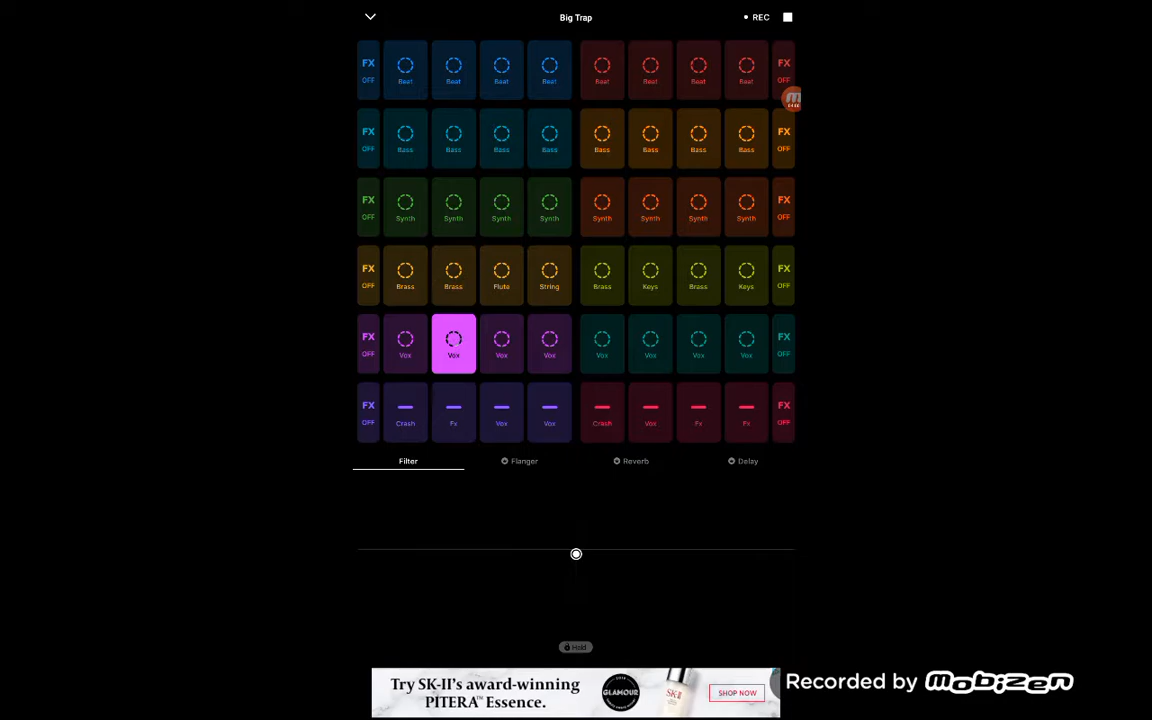 Big Trap
REC
FX Beat Beat Beat Beat Beat Beat Beat Beat FX
OFF OFF
FX Bass Bass Bass Bass Bass Bass Bass Bass FX
OFF OFF
FX Synth Synth Synth Synth Synth Synth Synth Synth FX
OFF OFF
FX Brass Brass Flute String Brass Keys Brass Keys FX
OFF OFF
FX Vox Vox Vox Vox Vox Vox Vox Vox FX
OFF OFF
FX Crash Fx Vox Vox Crash Vox Fx Fx FX
OFF OFF
Filter Flanger Reverb Delay
Hold
Try SK-II's award-winning
PITERA™ Essence.
GLAMOUR
SK-II
SHOP NOW
Recorded by mobizen